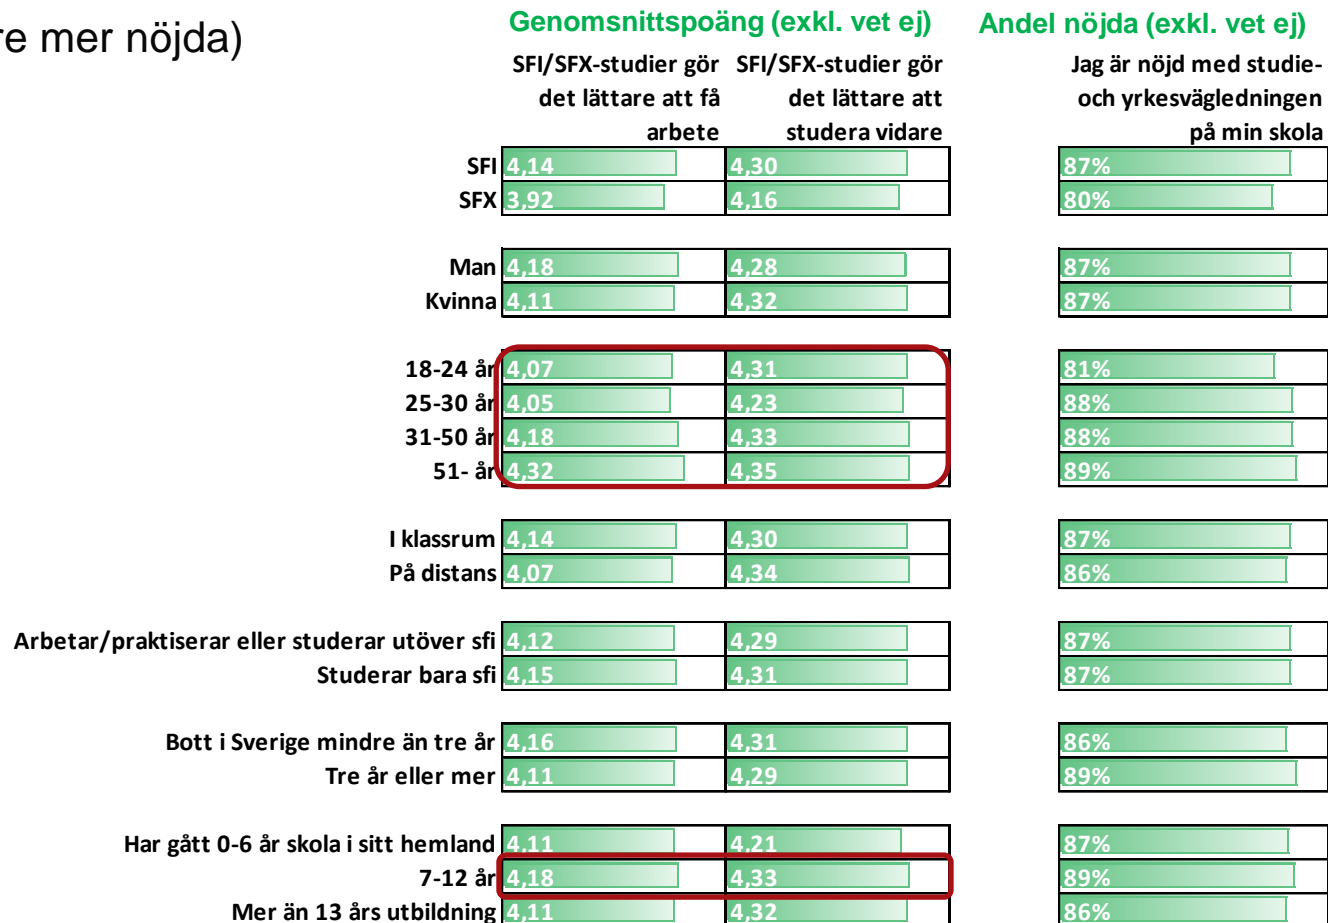 re mer nöjda)
Genomsnittspoäng (exkl. vet ej) Andel nöjda (exkl. vet ej)
SFI/SFX-studier gör det lättare att få arbete
SFI/SFX-studier gör det lättare att studera vidare
Jag är nöjd med studie- och yrkesvägledningen på min skola
SFI 4,14 4,30 87%
SFX 3,92 4,16 80%
Man 4,18 4,28 87%
Kvinna 4,11 4,32 87%
18-24 år 4,07 4,31 81%
25-30 år 4,05 4,23 88%
31-50 år 4,18 4,33 88%
51- år 4,32 4,35 89%
I klassrum 4,14 4,30 87%
På distans 4,07 4,34 86%
Arbetar/praktiserar eller studerar utöver sfi 4,12 4,29 87%
Studerar bara sfi 4,15 4,31 87%
Bott i Sverige mindre än tre år 4,16 4,31 86%
Tre år eller mer 4,11 4,29 89%
Har gått 0-6 år skola i sitt hemland 4,11 4,21 87%
7-12 år 4,18 4,33 89%
Mer än 13 års utbildning 4,11 4,32 86%